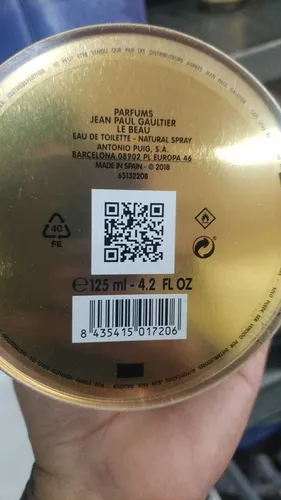 PARFUMS
JEAN PAUL GAULTIER
LE BEAU
EAU DE TOILETTE - NATURAL SPRAY
ANTONIO PUIG, S.A.
BARCELONA 08902 PL EUROPA 46
MADE IN SPAIN - © 2018
65132208
40
FE
℮ 125 ml - 4.2 FL OZ
8 435415 017206